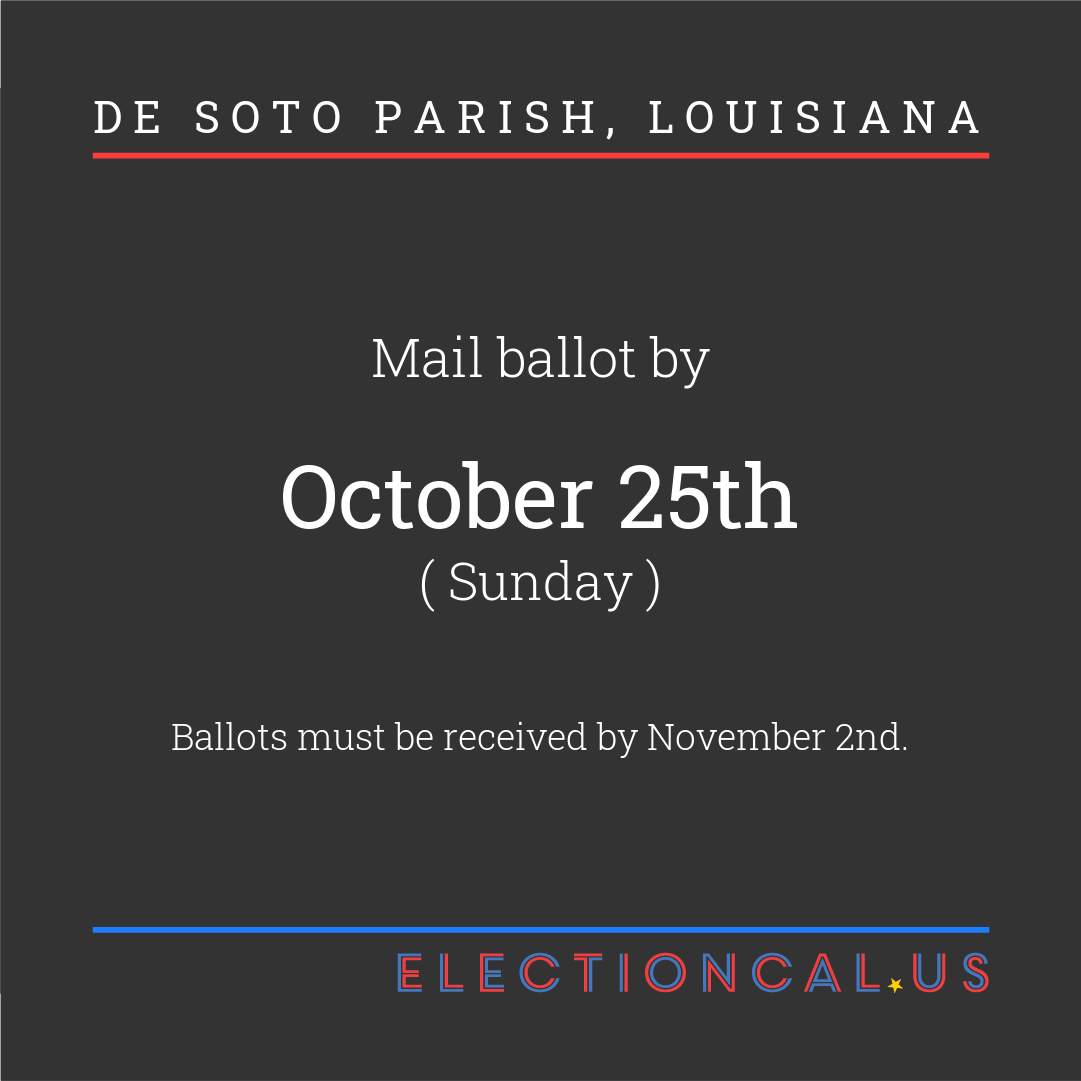 DE SOTO PARISH, LOUISIANA
Mail ballot by
October 25th
( Sunday )
Ballots must be received by November 2nd.
ELECTIONCAL.US